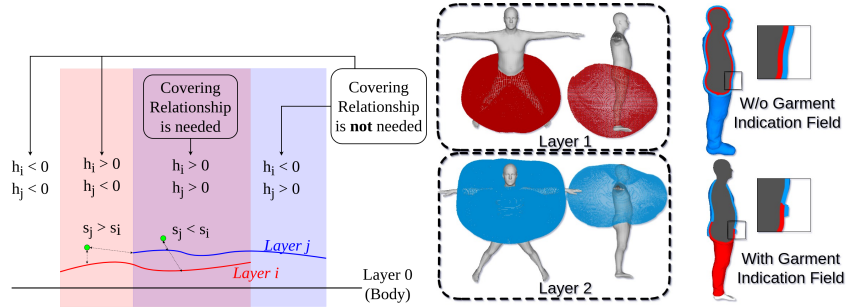 Covering
Relationship
is needed
Covering
Relationship
is not needed
hᵢ < 0
hⱼ < 0
hᵢ > 0
hⱼ < 0
hᵢ > 0
hⱼ > 0
hᵢ < 0
hⱼ > 0
sⱼ > sᵢ
sⱼ < sᵢ
Layer j
Layer i
Layer 0
(Body)
Layer 1
Layer 2
W/o Garment
Indication Field
With Garment
Indication Field